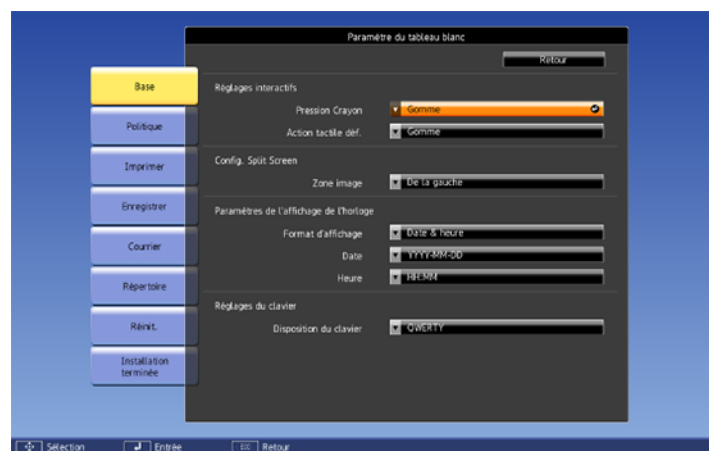 Paramètre du tableau blanc
Retour
Base
Politique
Imprimer
Enregistrer
Courrier
Répertoire
Réinit.
Installation
terminée
Réglages interactifs
Pression Crayon Gomme
Action tactile déf. Gomme
Config. Split Screen
Zone image De la gauche
Paramètres de l'affichage de l'horloge
Format d'affichage Date & heure
Date YYYY-MM-DD
Heure HH:MM
Réglages du clavier
Disposition du clavier QWERTY
Sélection Entrée Esc Retour